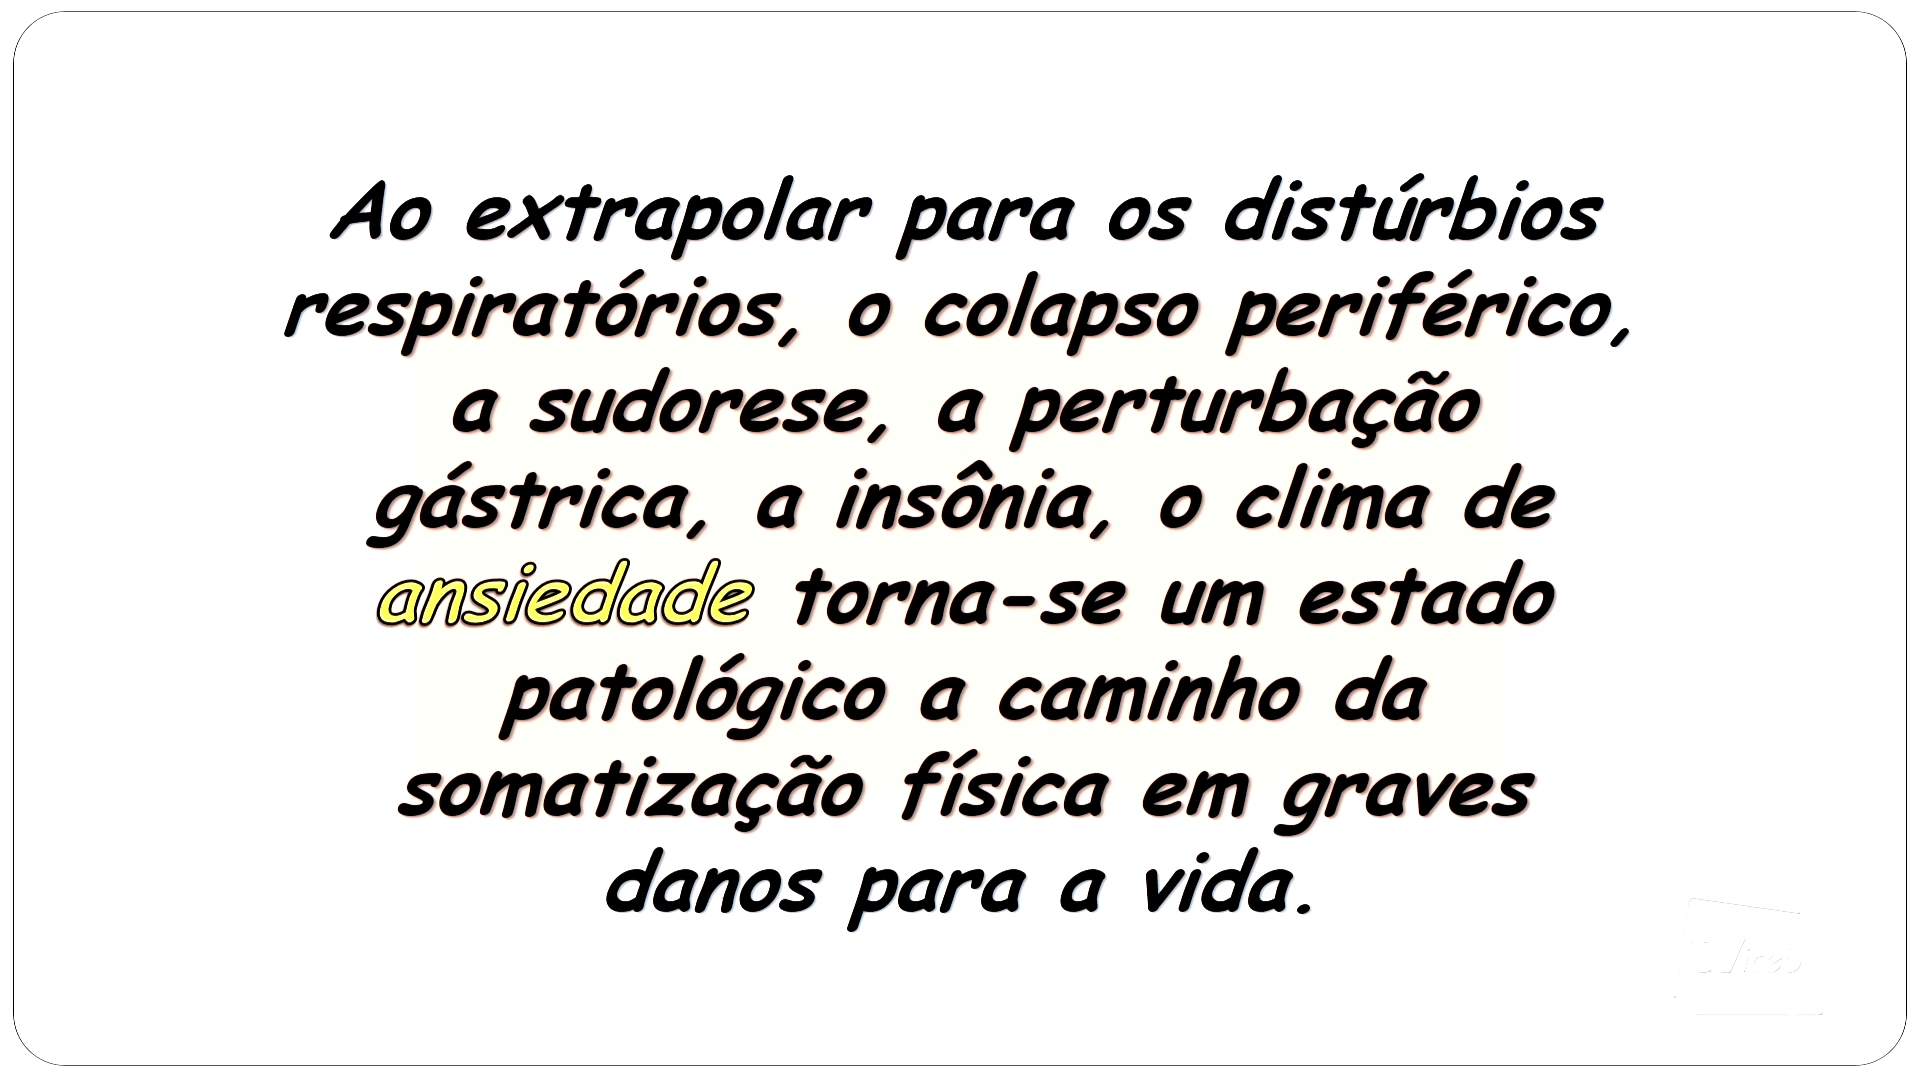 Ao extrapolar para os distúrbios
respiratórios, o colapso periférico,
a sudorese, a perturbação
gástrica, a insônia, o clima de
ansiedade torna-se um estado
patológico a caminho da
somatização física em graves
danos para a vida.